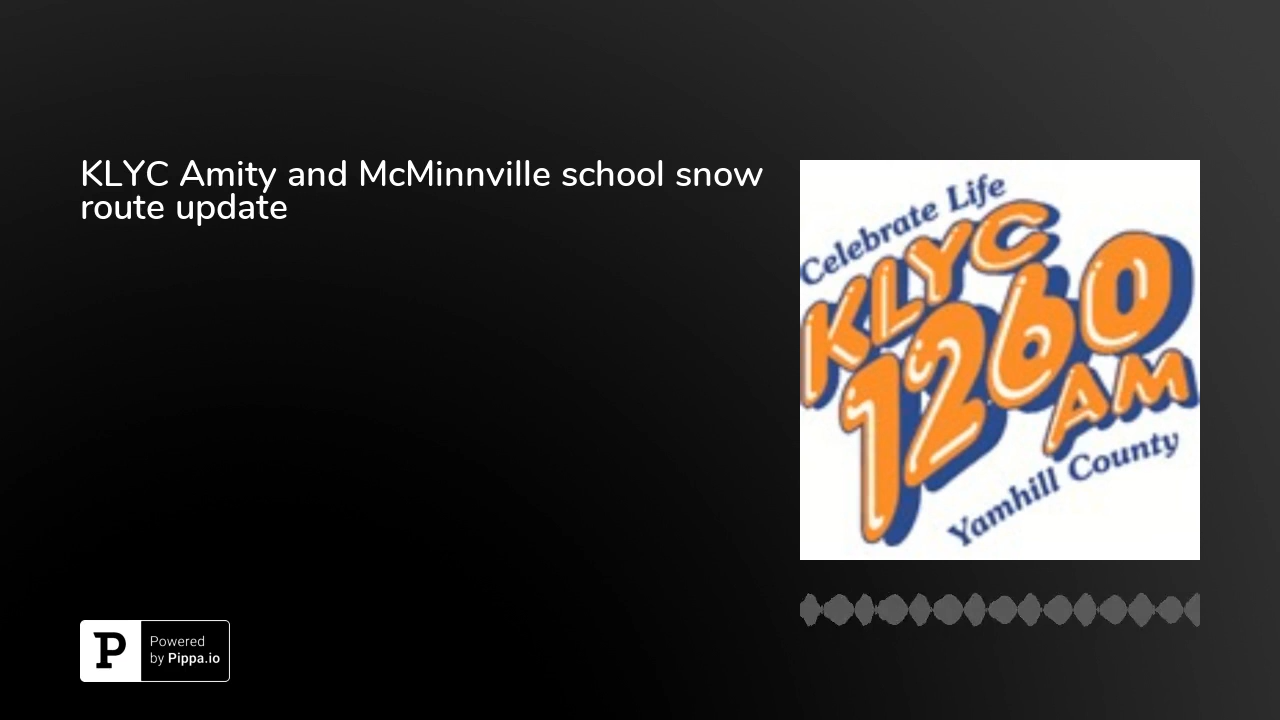 KLYC Amity and McMinnville school snow
route update
Celebrate Life
KLYC
1260
AM
Yamhill County
P
Powered
by Pippa.io